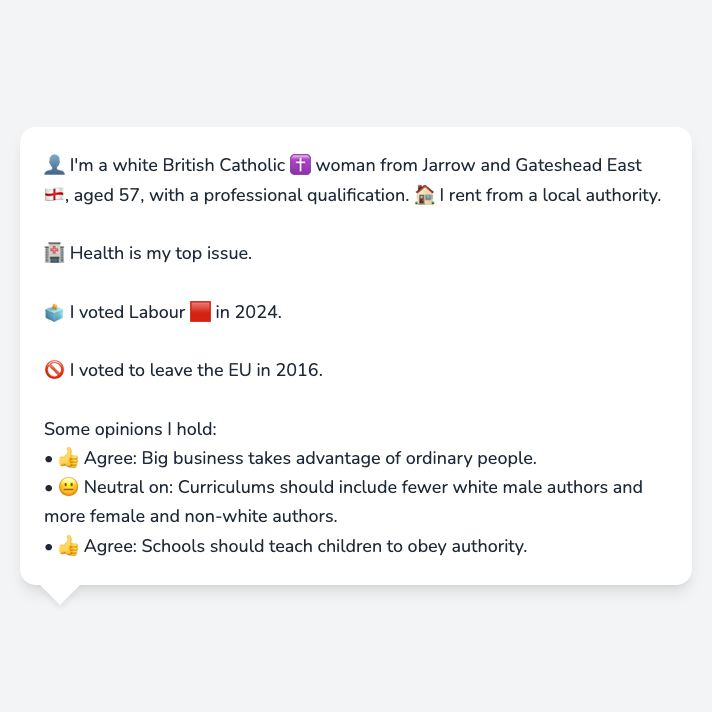 👤 I'm a white British Catholic ✝️ woman from Jarrow and Gateshead East
🏴󠁧󠁢󠁥󠁮󠁧󠁿, aged 57, with a professional qualification. 🏠 I rent from a local authority.
🏥 Health is my top issue.
🗳️ I voted Labour 🟥 in 2024.
🚫 I voted to leave the EU in 2016.
Some opinions I hold:
• 👍 Agree: Big business takes advantage of ordinary people.
• 😐 Neutral on: Curriculums should include fewer white male authors and
more female and non-white authors.
• 👍 Agree: Schools should teach children to obey authority.